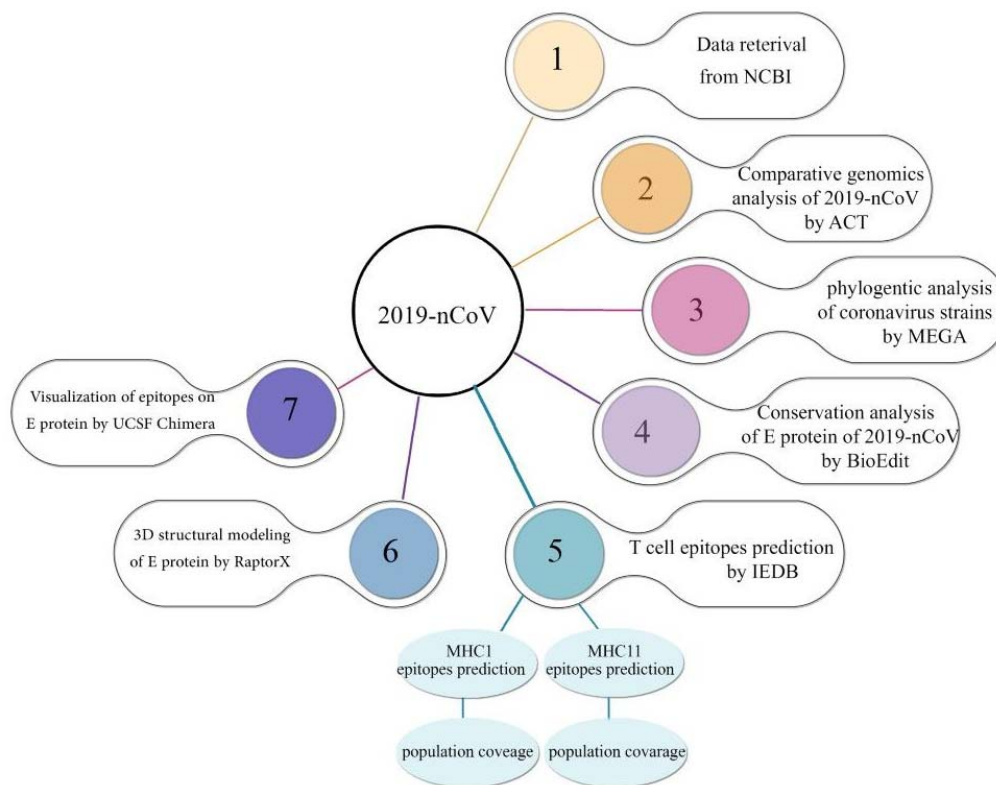 1
Data reterival
from NCBI
2
Comparative genomics
analysis of 2019-nCoV
by ACT
3
phylogentic analysis
of coronavirus strains
by MEGA
2019-nCoV
4
Conservation analysis
of E protein of 2019-nCoV
by BioEdit
7
Visualization of epitopes on
E protein by UCSF Chimera
6
3D structural modeling
of E protein by RaptorX
5
T cell epitopes prediction
by IEDB
MHC1
epitopes prediction
MHC11
epitopes prediction
population coveage
population covarage